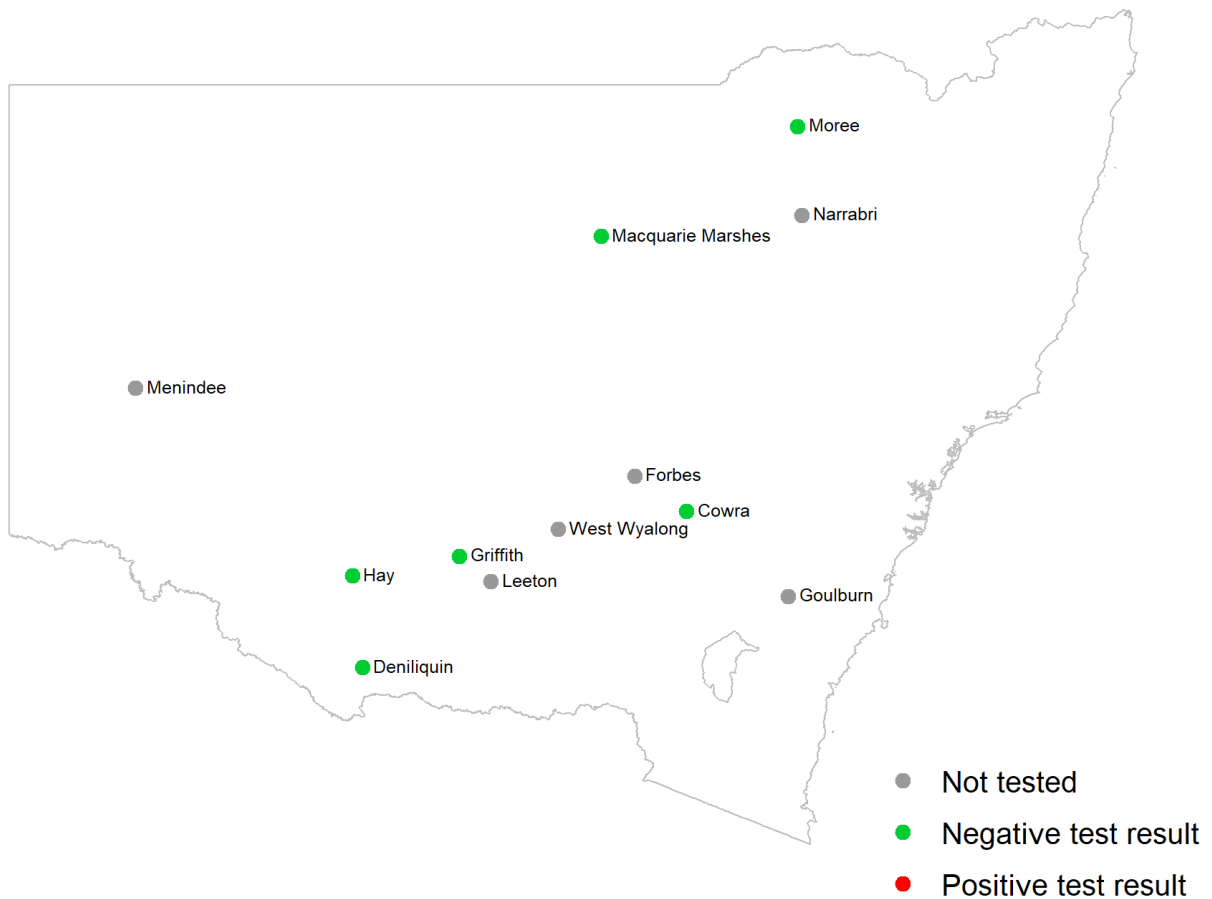 Moree
Narrabri
Macquarie Marshes
Menindee
Forbes
Cowra
West Wyalong
Griffith
Hay
Leeton
Goulburn
Deniliquin
Not tested
Negative test result
Positive test result